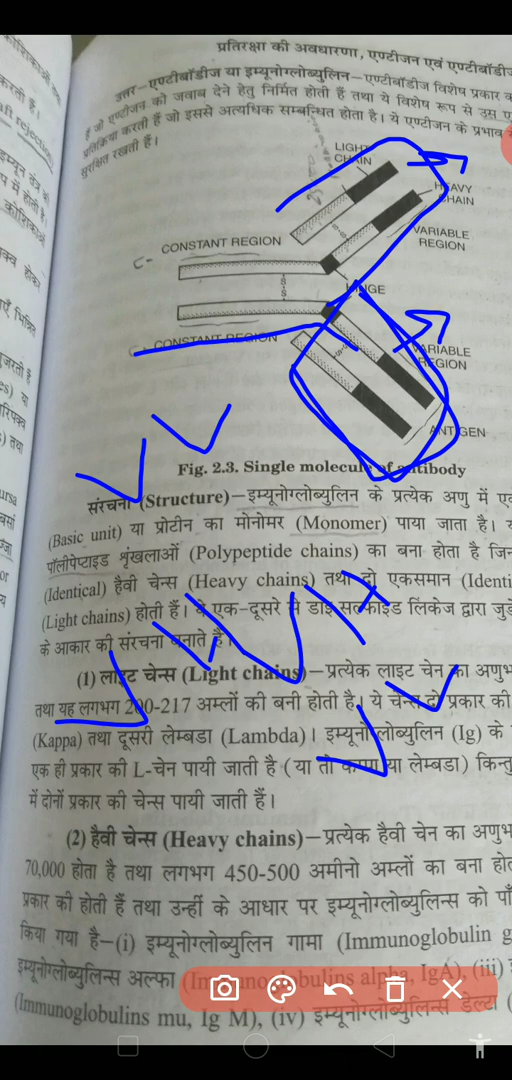 प्रतिरक्षा की अवधारणा, एण्टीजन एवं एण्टीबॉडीज
उत्तर–एण्टीबॉडीज या इम्यूनोग्लोब्युलिन–एण्टीबॉडीज विशेष प्रकार
हैं जो एण्टीजन को जवाब देने हेतु निर्मित होती हैं तथा ये विशेष रूप से उस
प्रतिक्रिया करती हैं जो इससे अत्यधिक सम्बन्धित होता है। ये एण्टीजन के प्रभाव
सुरक्षित रखती हैं।
LIGHT CHAIN
HEAVY CHAIN
VARIABLE REGION
CONSTANT REGION
S-S
HINGE
CONSTANT REGION
VARIABLE REGION
ANTIGEN
Fig. 2.3. Single molecule of antibody
संरचना (Structure)–इम्यूनोग्लोब्युलिन के प्रत्येक अणु में
(Basic unit) या प्रोटीन का मोनोमर (Monomer) पाया जाता है।
पॉलीपेप्टाइड शृंखलाओं (Polypeptide chains) का बना होता है
(Identical) हैवी चेन्स (Heavy chains) तथा दो एकसमान (Identi
(Light chains) होती हैं। ये एक-दूसरे से डाइ सल्फाइड लिंकेज द्वारा
के आकार की संरचना बनाते हैं।
(1) लाइट चेन्स (Light chains)–प्रत्येक लाइट चेन का
तथा यह लगभग 200-217 अम्लों की बनी होती है। ये चेन्स दो प्रकार की
(Kappa) तथा दूसरी लेम्बडा (Lambda)। इम्यूनोग्लोबुलिन (Ig) के
एक ही प्रकार की L-चेन पायी जाती है (या तो कप्पा या लेम्बडा) किन्तु
में दोनों प्रकार की चेन्स पायी जाती हैं।
(2) हैवी चेन्स (Heavy chains)–प्रत्येक हैवी चेन का
70,000 होता है तथा लगभग 450-500 अमीनो अम्लों का बना
प्रकार की होती हैं तथा उन्हीं के आधार पर इम्यूनोग्लोबुलिन्स को
किया गया है–(i) इम्यूनोग्लोबुलिन गामा (Immunoglobulin g
इम्यूनोग्लोबुलिन्स अल्फा (Immunoglobulins alpha, IgA), (iii)
(Immunoglobulins mu, Ig M), (iv) इम्यूनोग्लोबुलिन्स डेल्टा (